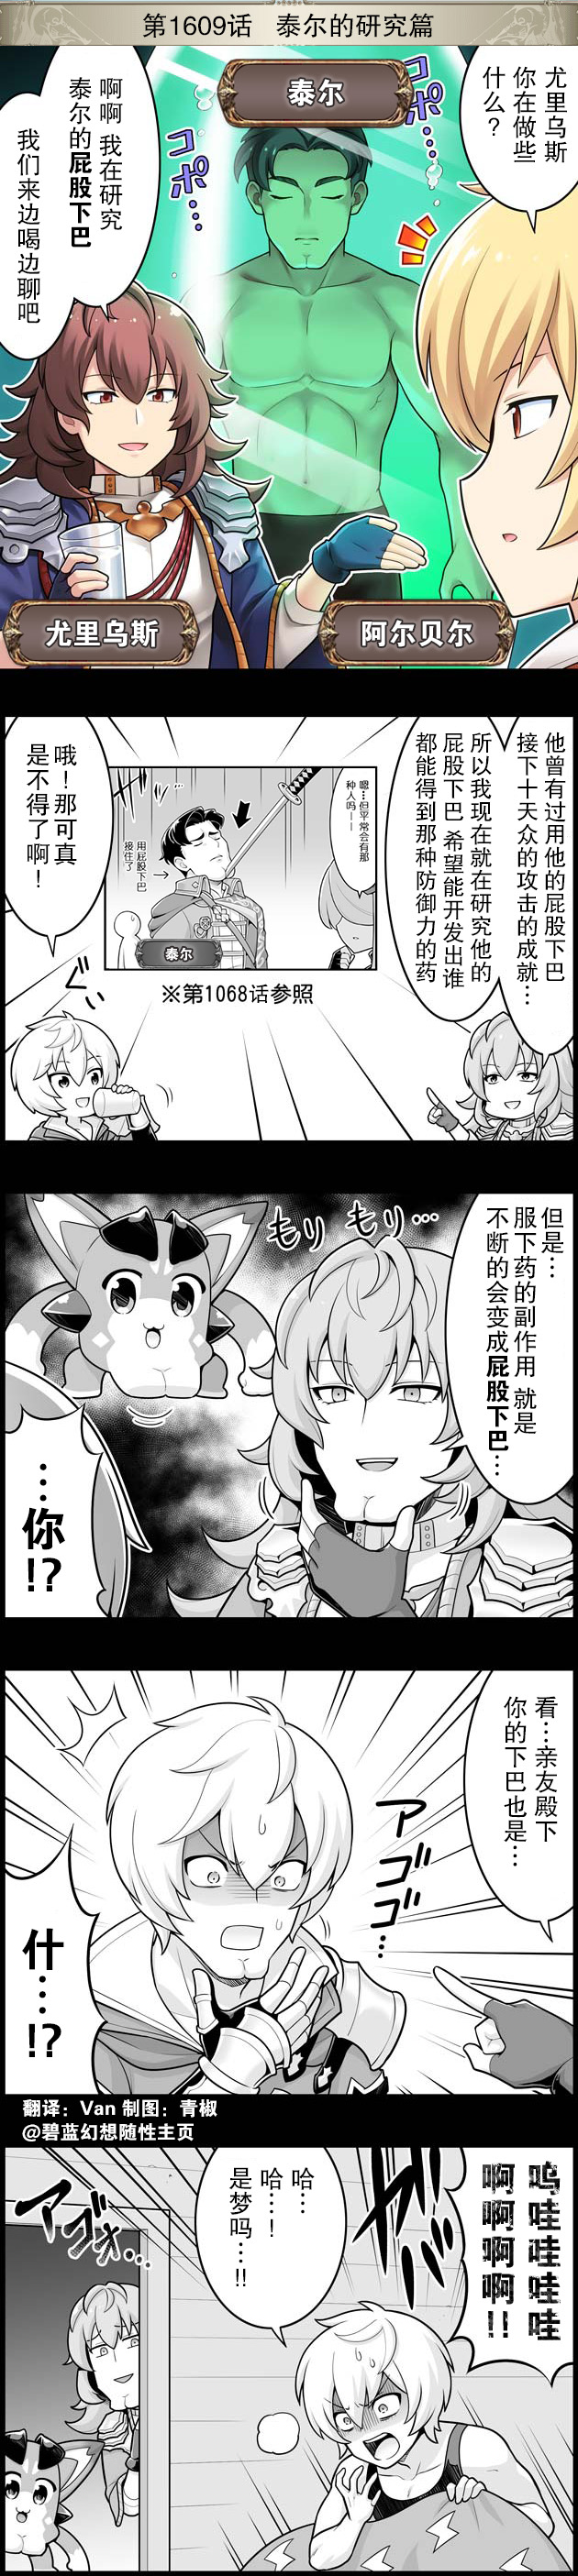 第1609话　泰尔的研究篇
尤里乌斯
你在做些
什么？
泰尔
コポ…
コポ…
啊啊 我在研究
泰尔的屁股下巴
我们来边喝边聊吧
尤里乌斯
阿尔贝尔
他曾有过用他的屁股下巴
接下十天众的攻击的成就…
所以我现在就在研究他的
屁股下巴 希望能开发出谁
都能得到那种防御力的药
嗯…但平常会有那
种人吗——
用屁股下巴
接住了
泰尔
※第1068话参照
哦！那可真
是不得了啊！
ぐい
但是…
服下药的副作用 就是
不断的会变成屁股下巴…
もり もり…
…你!?
看…亲友殿下
你的下巴也是…
アゴゴ…
什…!?
翻译：Van 制图：青椒
@碧蓝幻想随性主页
呜哇哇哇哇
啊啊啊啊!!
ガバッ
哈…
哈…！
是梦吗…!!
アゴォ…